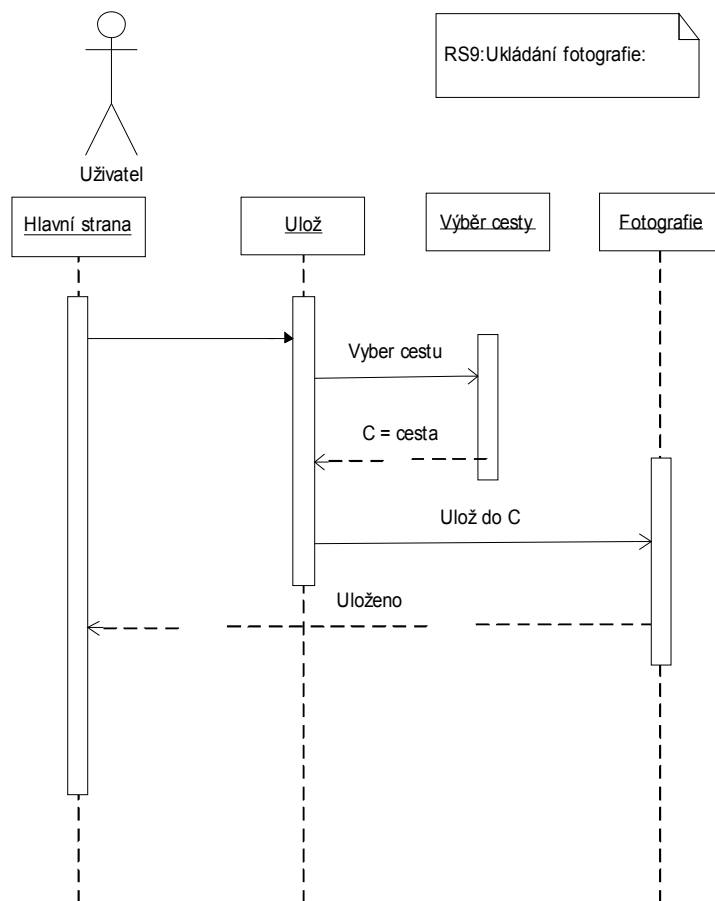 RS9:Ukládání fotografie:
Uživatel
Hlavní strana
Ulož
Výběr cesty
Fotografie
Vyber cestu
C = cesta
Ulož do C
Uloženo